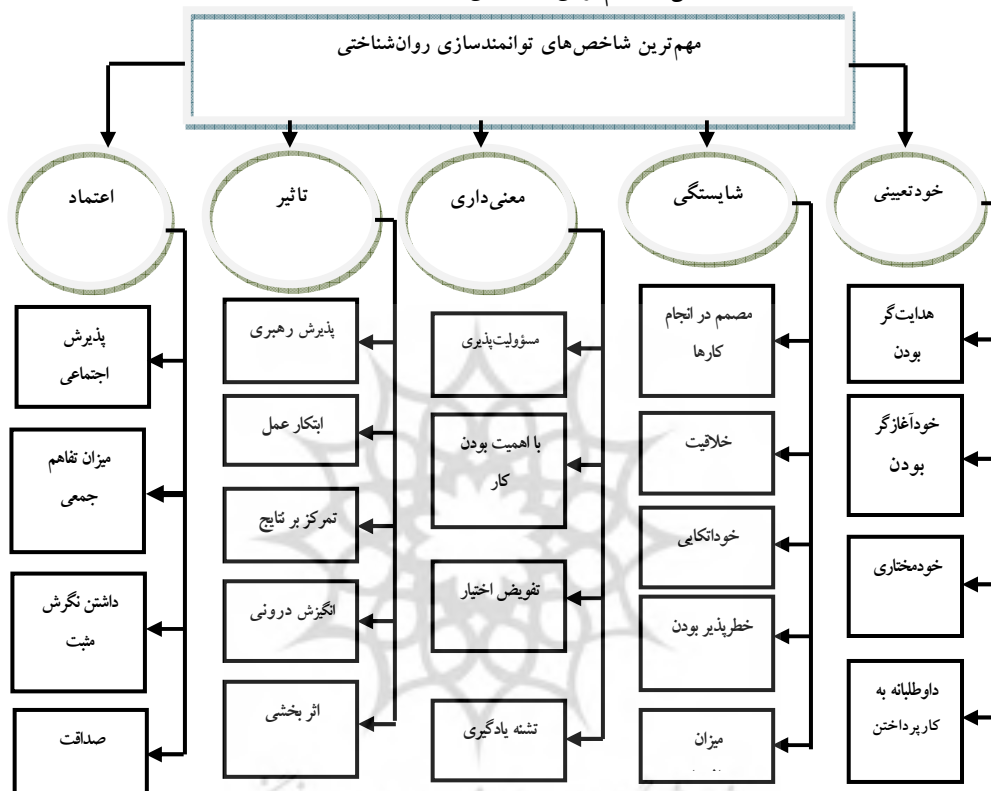 مهم‌ترین شاخص‌های توانمندسازی روان‌شناختی
خودتعیینی
هدایت‌گر
بودن
خودآغازگر
بودن
خودمختاری
داوطلبانه به
کارپرداختن
شایستگی
مصمم در انجام
کارها
خلاقیت
خوداتکایی
خطرپذیر بودن
میزان
معنی‌داری
مسؤولیت‌پذیری
با اهمیت بودن
کار
تفویض اختیار
تشنه یادگیری
تاثیر
پذیرش رهبری
ابتکار عمل
تمرکز بر نتایج
انگیزش درونی
اثر بخشی
اعتماد
پذیرش
اجتماعی
میزان تفاهم
جمعی
داشتن نگرش
مثبت
صداقت